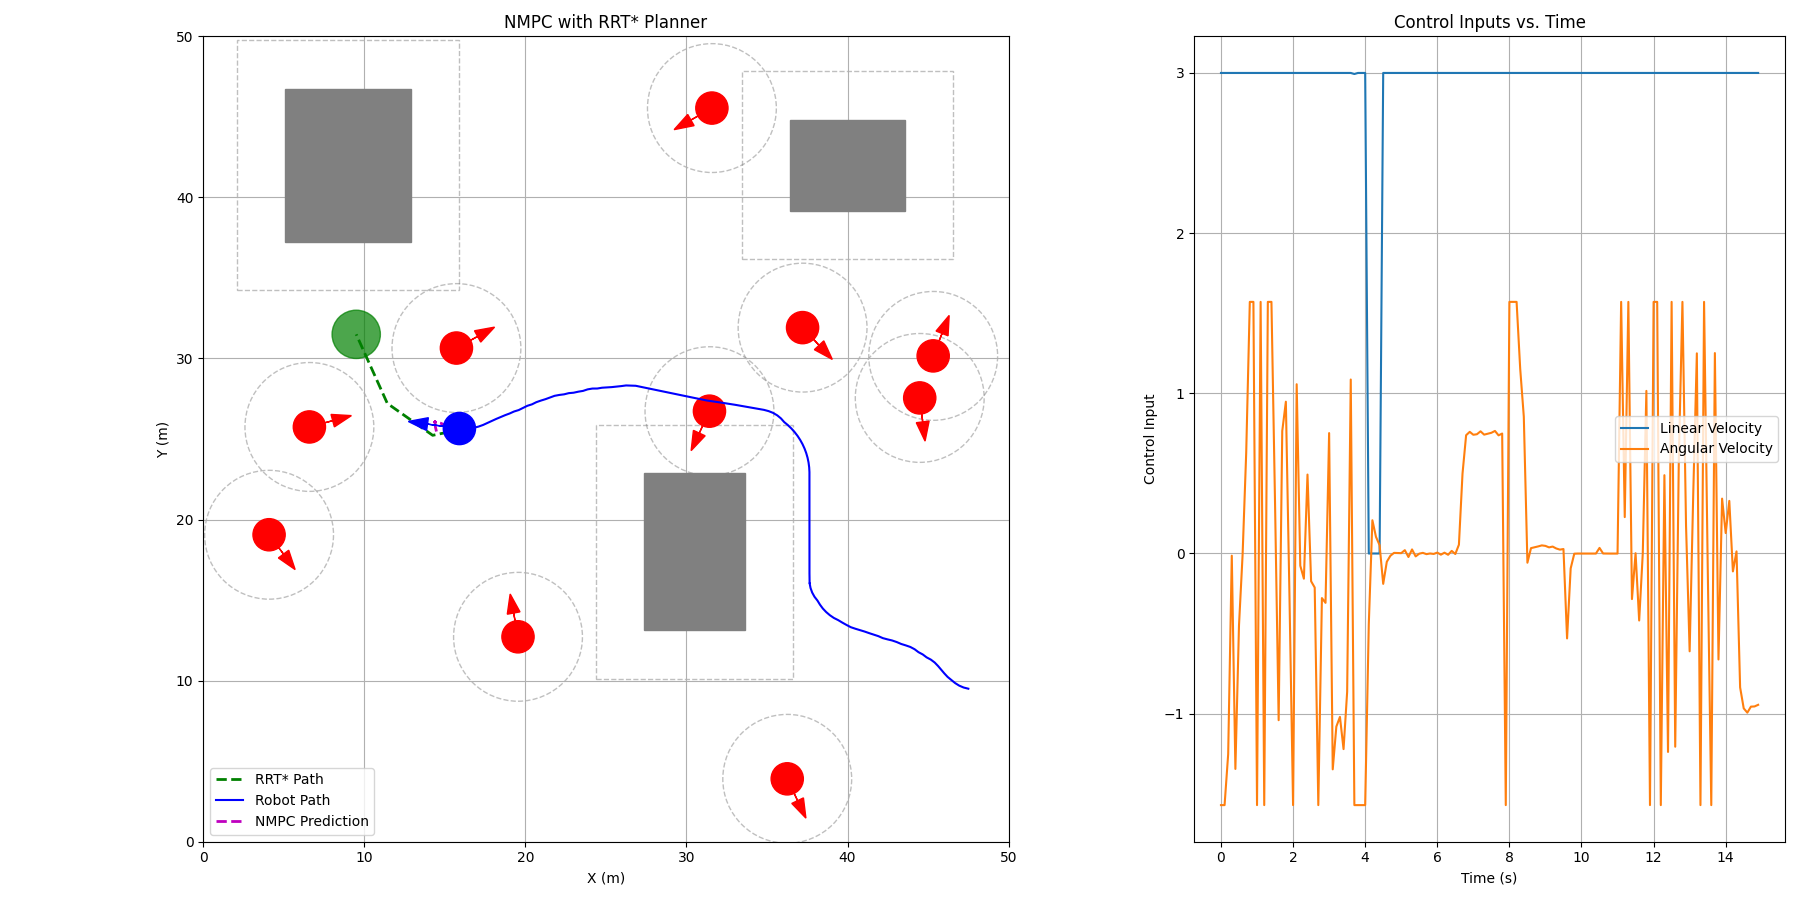 NMPC with RRT* Planner
50
40
30
20
10
0
Y (m)
0 10 20 30 40 50
X (m)
RRT* Path
Robot Path
NMPC Prediction
Control Inputs vs. Time
3
2
1
0
−1
Control Input
Linear Velocity
Angular Velocity
0 2 4 6 8 10 12 14
Time (s)